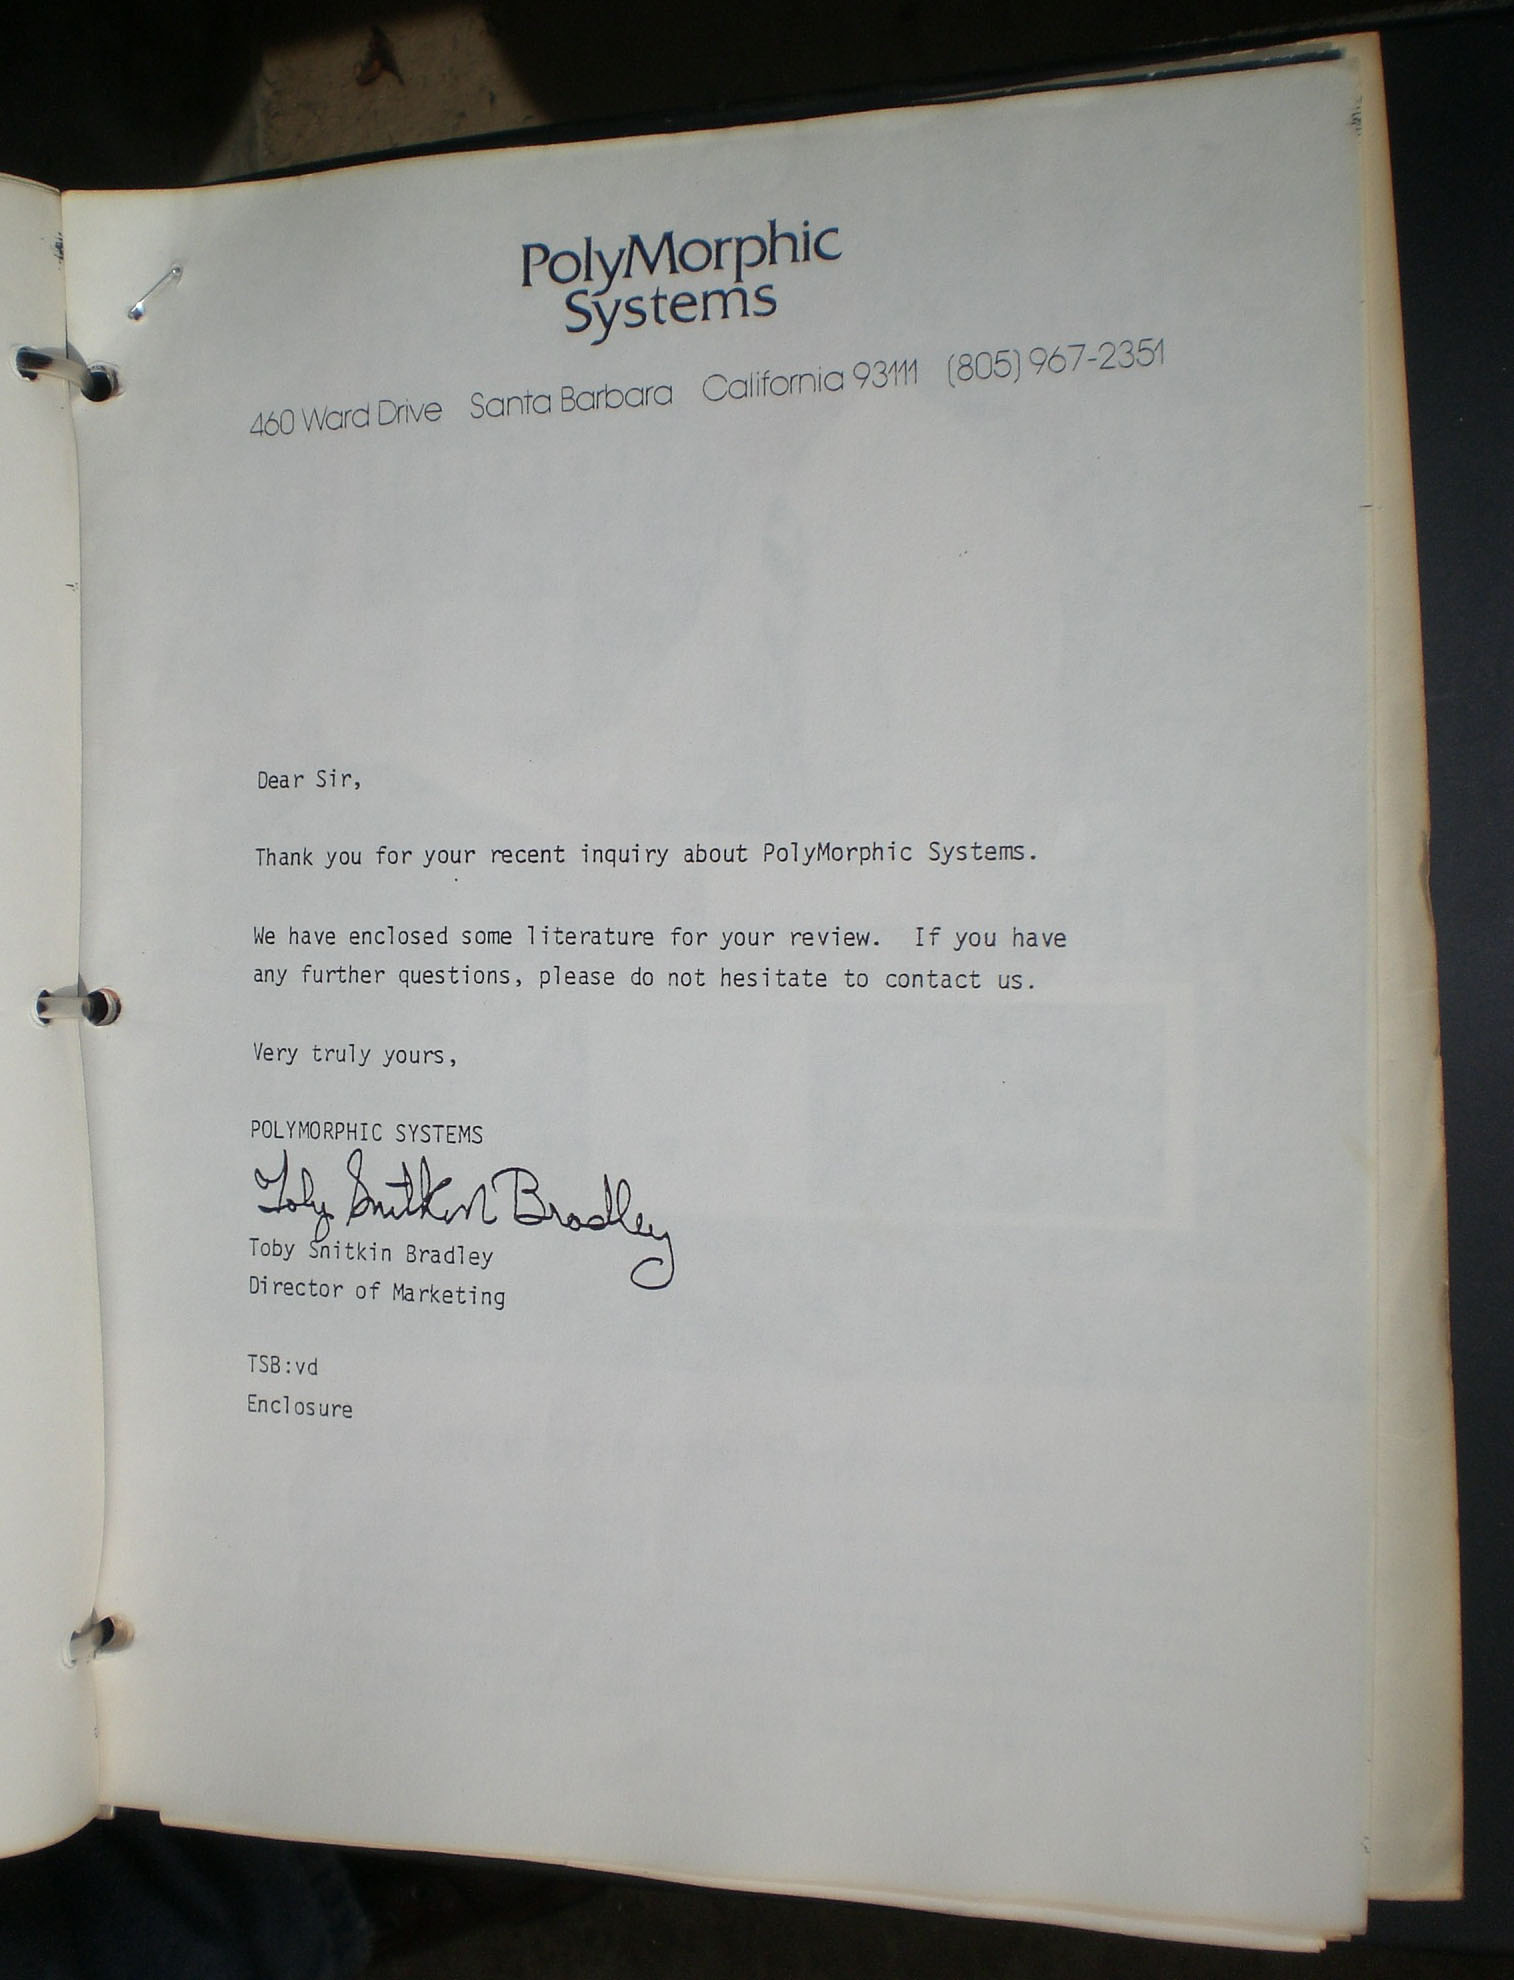 PolyMorphic
Systems
460 Ward Drive Santa Barbara California 93111 (805) 967-2351
Dear Sir,
Thank you for your recent inquiry about PolyMorphic Systems.
We have enclosed some literature for your review. If you have
any further questions, please do not hesitate to contact us.
Very truly yours,
POLYMORPHIC SYSTEMS
Toby Snitkin Bradley
Toby Snitkin Bradley
Director of Marketing
TSB:vd
Enclosure